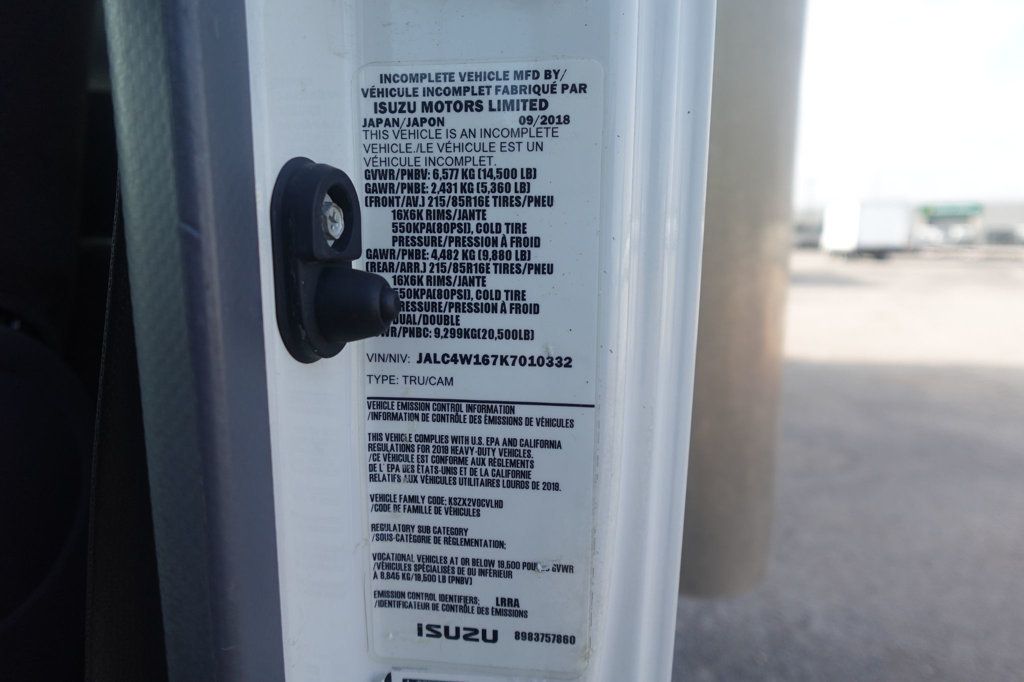 INCOMPLETE VEHICLE MFD BY/
VÉHICULE INCOMPLET FABRIQUÉ PAR
ISUZU MOTORS LIMITED
JAPAN/JAPON 09/2018
THIS VEHICLE IS AN INCOMPLETE
VEHICLE./LE VÉHICULE EST UN
VÉHICULE INCOMPLET.
GVWR/PNBV: 6,577 KG (14,500 LB)
GAWR/PNBE: 2,431 KG (5,360 LB)
(FRONT/AV.) 215/85R16E TIRES/PNEU
16X6K RIMS/JANTE
550KPA(80PSI), COLD TIRE
PRESSURE/PRESSION À FROID
GAWR/PNBE: 4,482 KG (9,880 LB)
(REAR/ARR.) 215/85R16E TIRES/PNEU
16X6K RIMS/JANTE
550KPA(80PSI), COLD TIRE
RESSURE/PRESSION À FROID
DUAL/DOUBLE
WR/PNBC: 9,299KG(20,500LB)
VIN/NIV: JALC4W167K7010332
TYPE: TRU/CAM
VEHICLE EMISSION CONTROL INFORMATION
/INFORMATION DE CONTRÔLE DES ÉMISSIONS DE VÉHICULES
THIS VEHICLE COMPLIES WITH U.S. EPA AND CALIFORNIA
REGULATIONS FOR 2019 HEAVY-DUTY VEHICLES.
/CE VÉHICULE EST CONFORME AUX RÈGLEMENTS
DE L' EPA DES ÉTATS-UNIS ET DE LA CALIFORNIE
RELATIFS AUX VÉHICULES UTILITAIRES LOURDS DE 2019.
VEHICLE FAMILY CODE: KSZX2VOCVLHD
/CODE DE FAMILLE DE VÉHICULES
REGULATORY SUB CATEGORY
/SOUS-CATÉGORIE DE RÈGLEMENTATION:
VOCATIONAL VEHICLES AT OR BELOW 19,500 POUNDS GVWR
/VÉHICULES SPÉCIALISÉS DE OU INFÉRIEUR
À 8,845 KG/19,500 LB (PNBV)
EMISSION CONTROL IDENTIFIERS: LRRA
/IDENTIFICATEUR DE CONTRÔLE DES ÉMISSIONS
ISUZU 8983757860